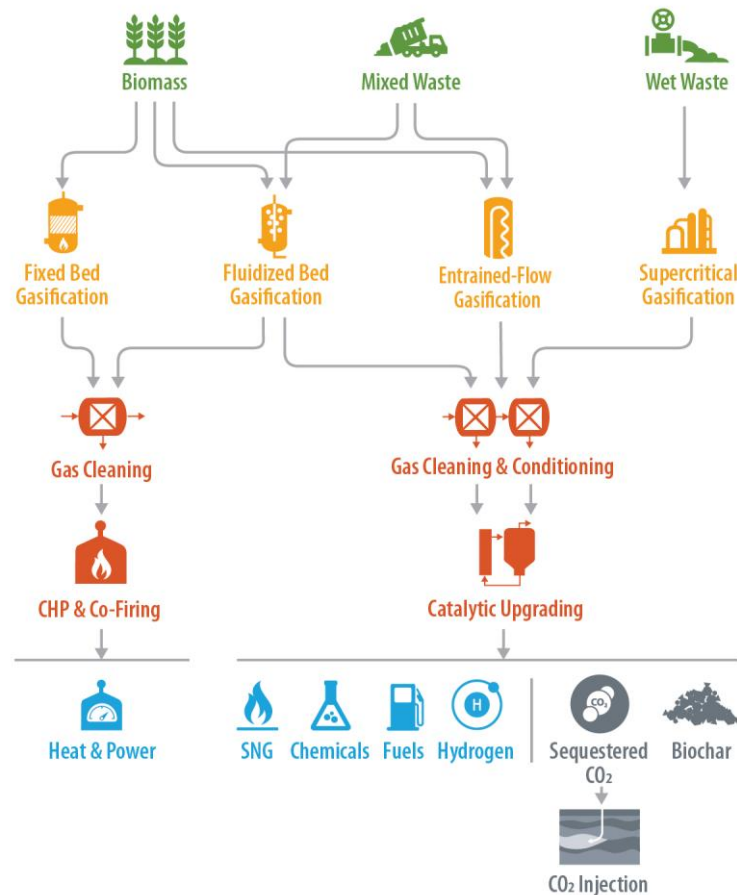 Biomass
Mixed Waste
Wet Waste
Fixed Bed
Gasification
Fluidized Bed
Gasification
Entrained-Flow
Gasification
Supercritical
Gasification
Gas Cleaning
Gas Cleaning & Conditioning
CHP & Co-Firing
Catalytic Upgrading
Heat & Power
SNG
Chemicals
H
Fuels
Hydrogen
CO₂
Sequestered
CO₂
Biochar
CO₂ Injection